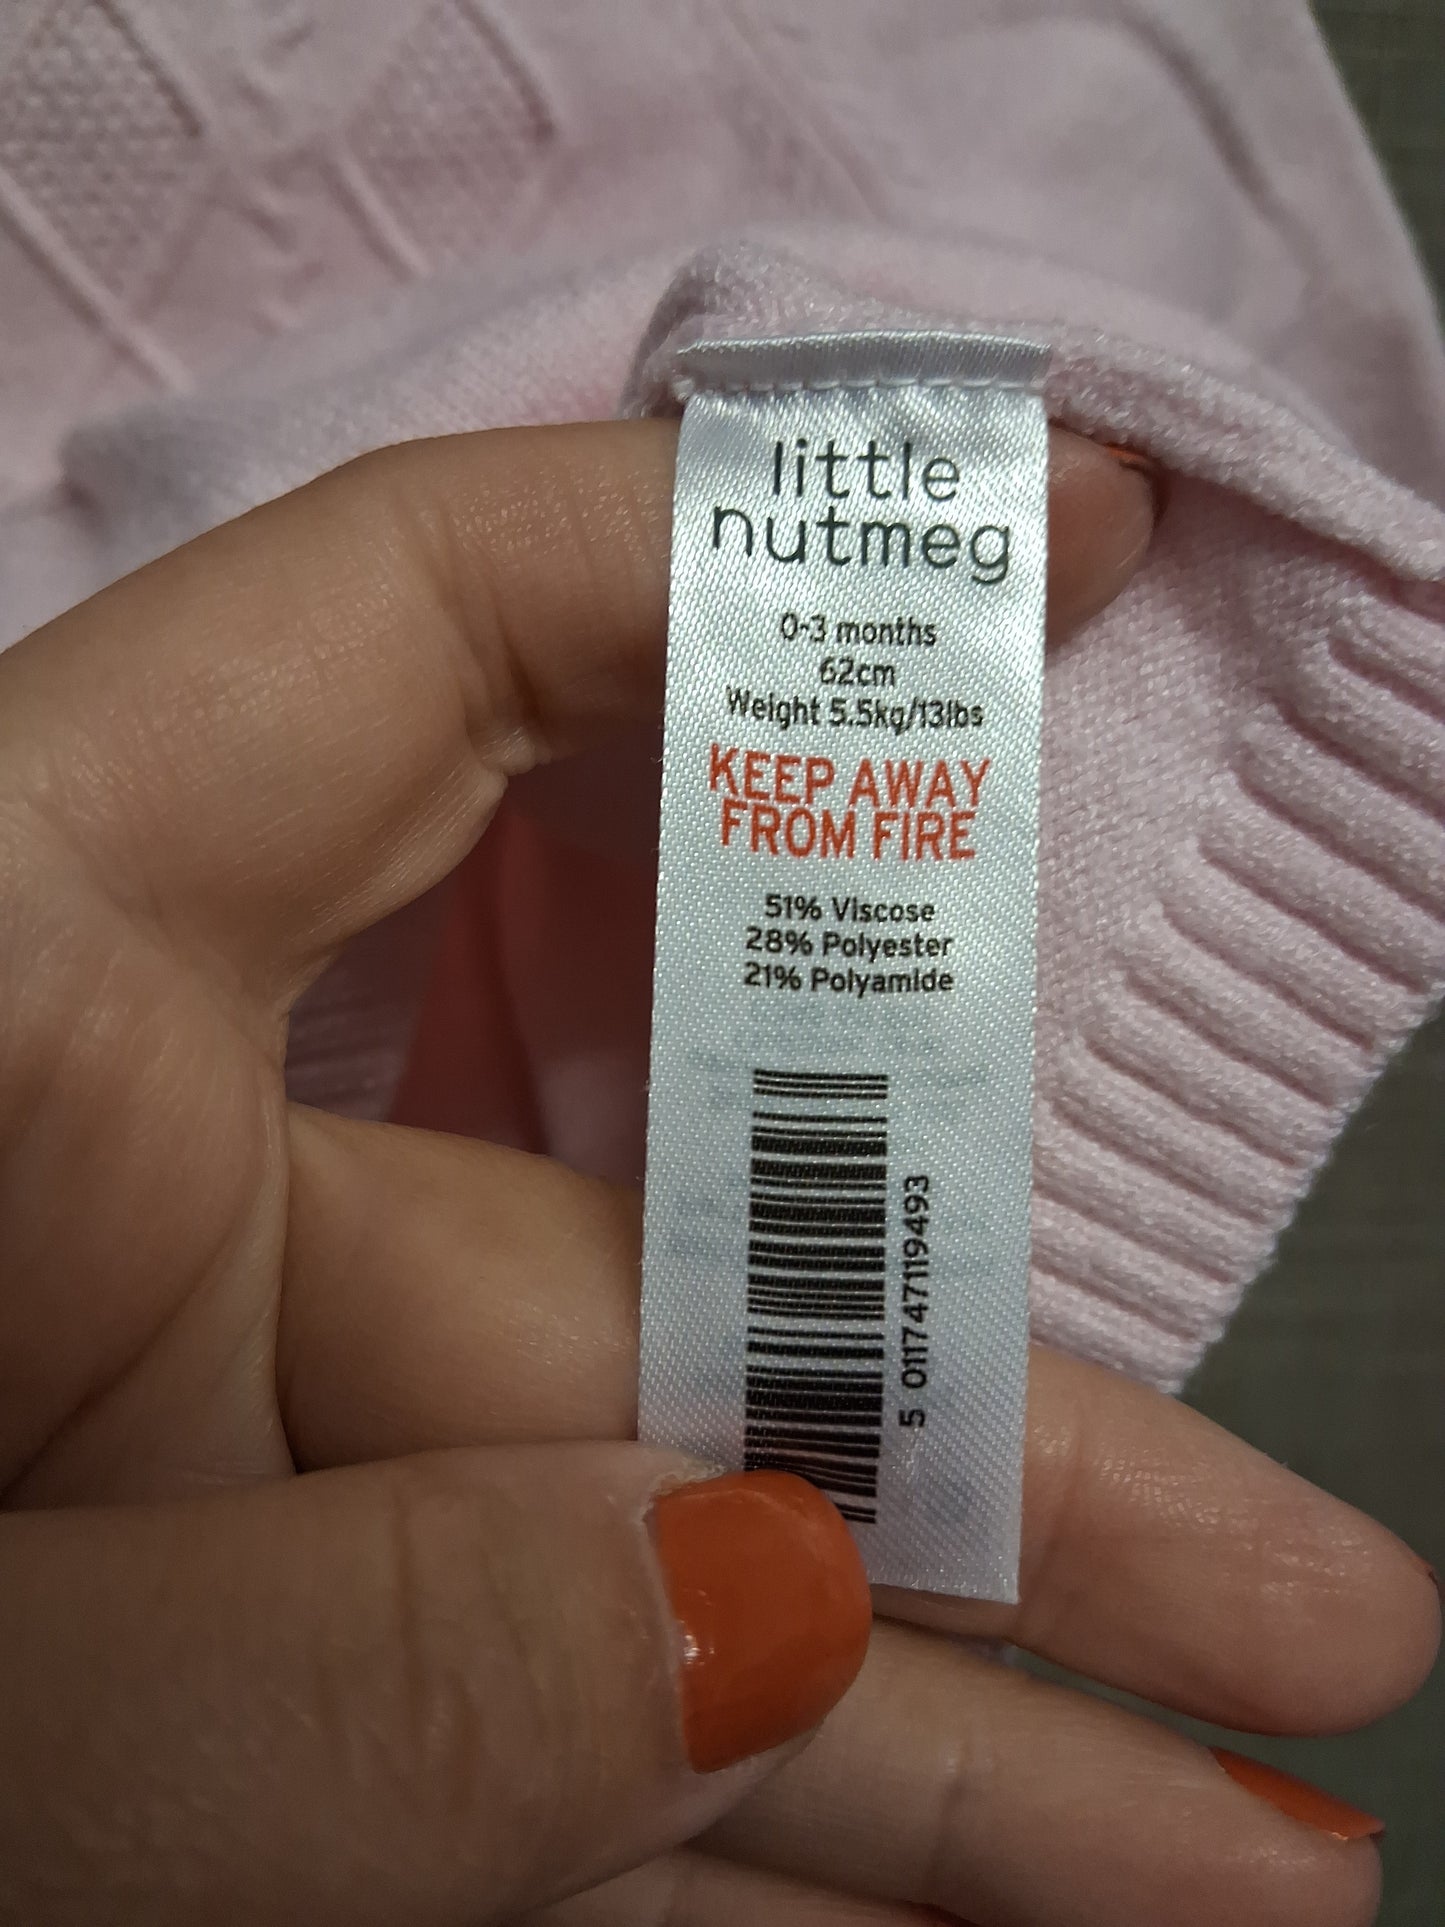 little
nutmeg
0-3 months
62cm
Weight 5.5kg/13lbs
KEEP AWAY
FROM FIRE
51% Viscose
28% Polyester
21% Polyamide
5 011747119493